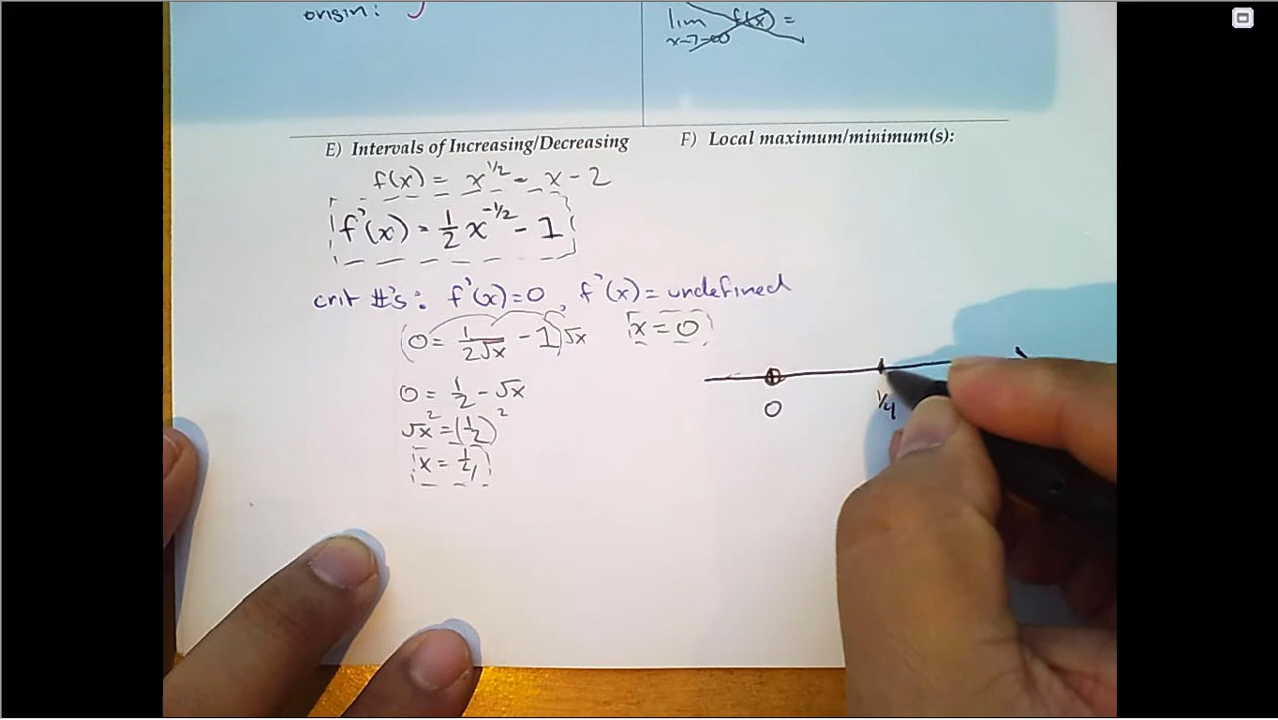 origin:
lim f(x) =
x→-∞
E) Intervals of Increasing/Decreasing
F) Local maximum/minimum(s):
f(x) = x^1/2 - x - 2
f'(x) = 1/2 x^-1/2 - 1
crit #'s: f'(x)=0, f'(x)= undefined
(0 = 1/2√x - 1)√x
x = 0
0 = 1/2 - √x
√x^2 = (1/2)^2
x = 1/4
0
1/4